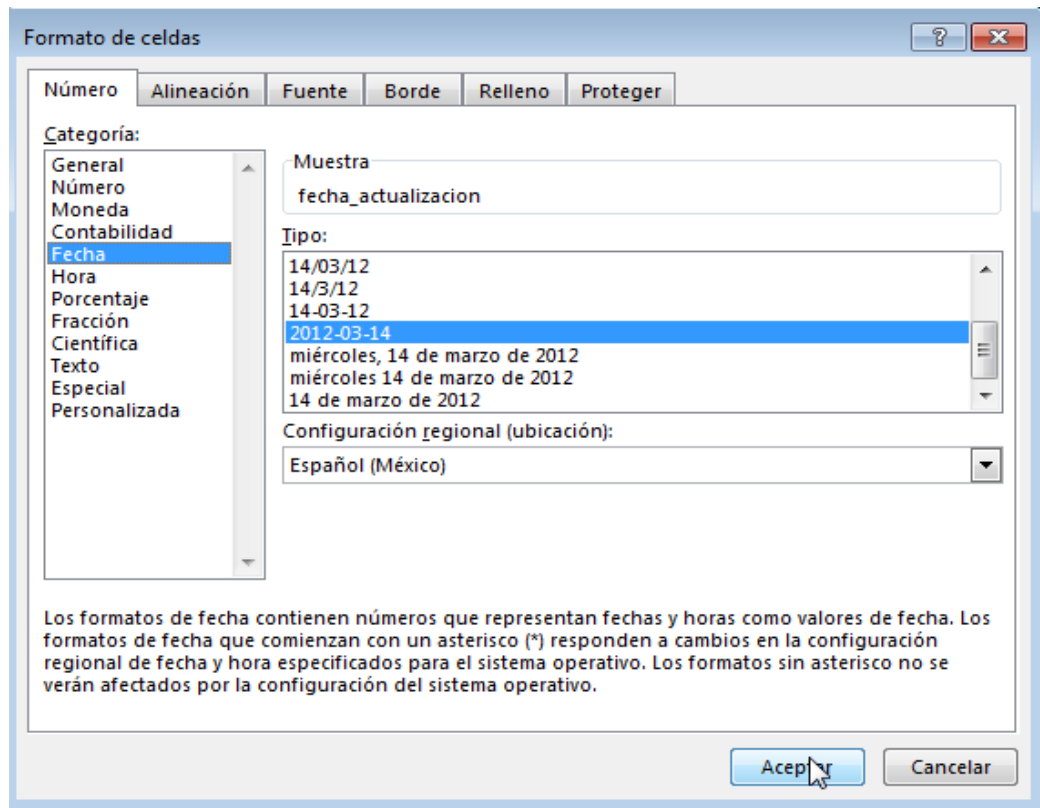 Formato de celdas
Número
Alineación
Fuente
Borde
Relleno
Proteger
Categoría:
General
Número
Moneda
Contabilidad
Fecha
Hora
Porcentaje
Fracción
Científica
Texto
Especial
Personalizada
Muestra
fecha_actualizacion
Tipo:
14/03/12
14/3/12
14-03-12
2012-03-14
miércoles, 14 de marzo de 2012
miércoles 14 de marzo de 2012
14 de marzo de 2012
Configuración regional (ubicación):
Español (México)
Los formatos de fecha contienen números que representan fechas y horas como valores de fecha. Los
formatos de fecha que comienzan con un asterisco (*) responden a cambios en la configuración
regional de fecha y hora especificados para el sistema operativo. Los formatos sin asterisco no se
verán afectados por la configuración del sistema operativo.
Aceptar
Cancelar